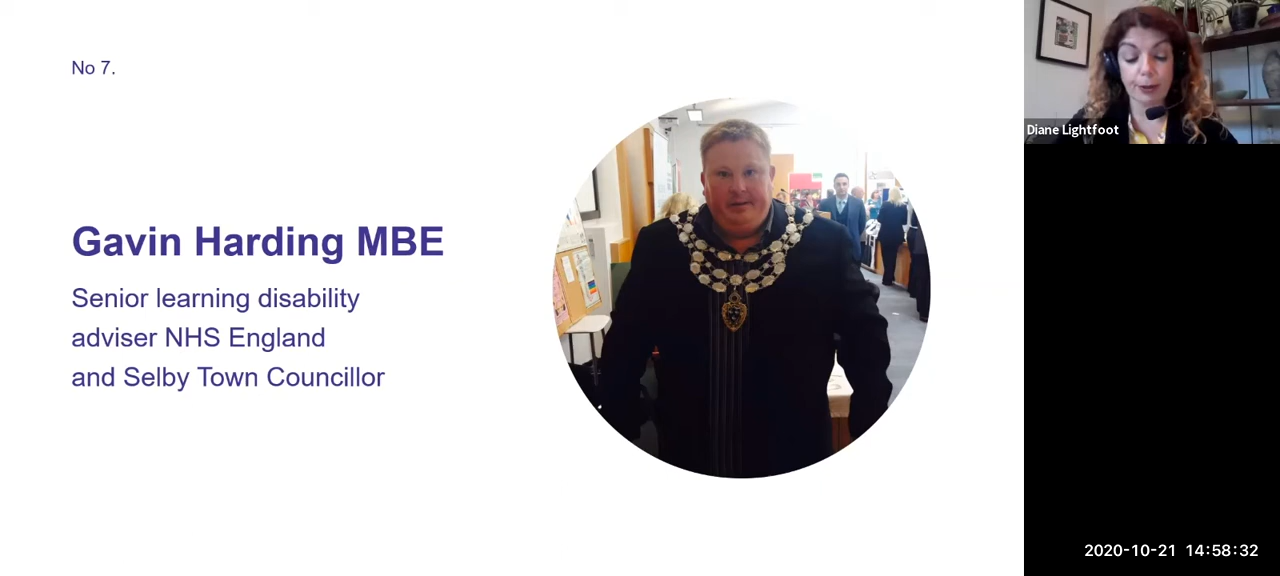 No 7.
Gavin Harding MBE
Senior learning disability
adviser NHS England
and Selby Town Councillor
Diane Lightfoot
2020-10-21 14:58:32